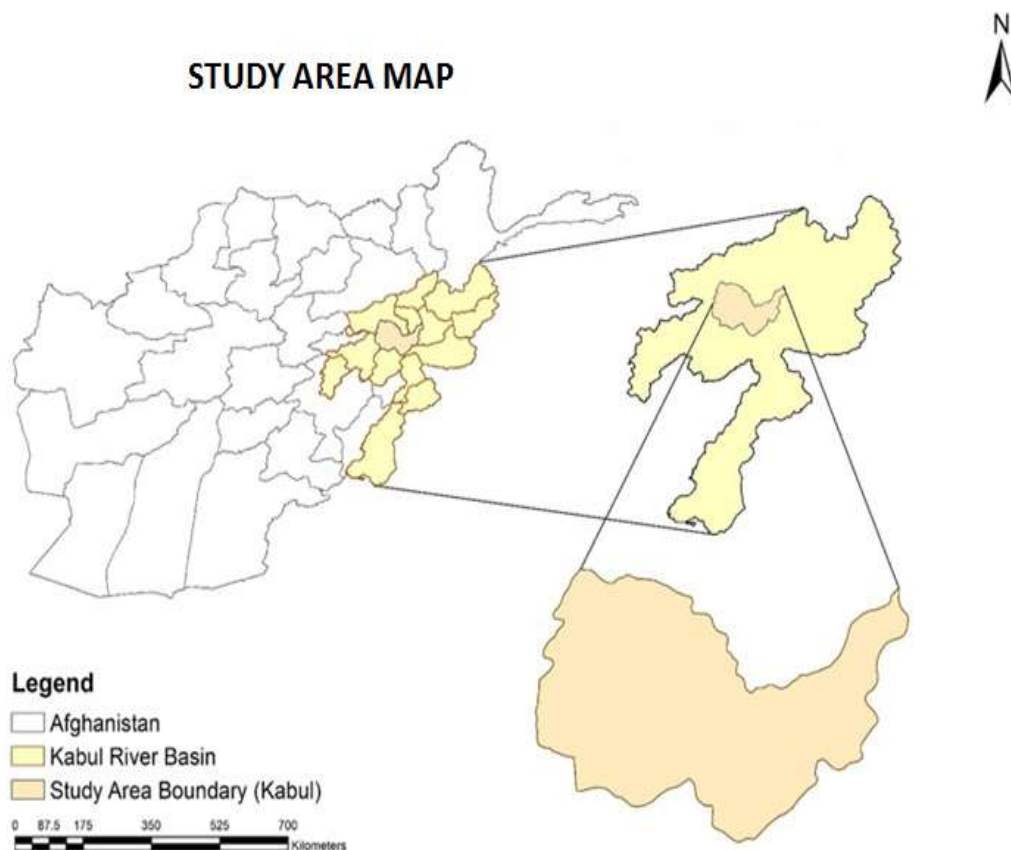 N
STUDY AREA MAP
Legend
Afghanistan
Kabul River Basin
Study Area Boundary (Kabul)
0 87.5 175 350 525 700
Kilometers